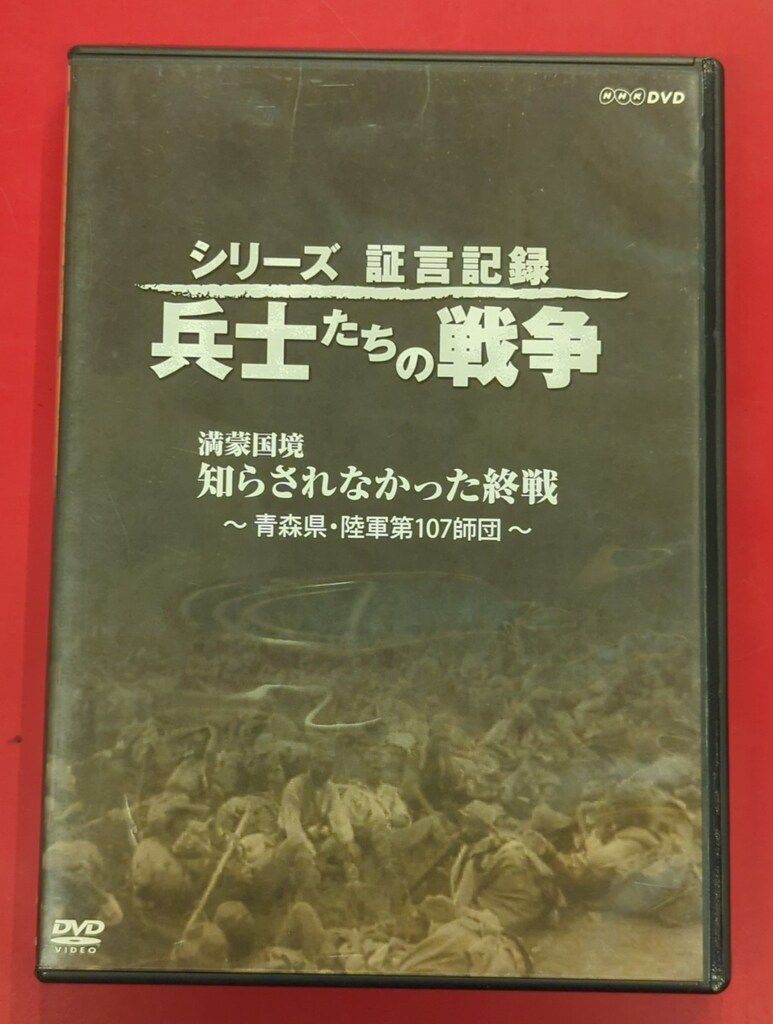 NHK DVD
シリーズ 証言記録
兵士たちの戦争
満蒙国境
知らされなかった終戦
～ 青森県・陸軍第107師団 ～
DVD
VIDEO